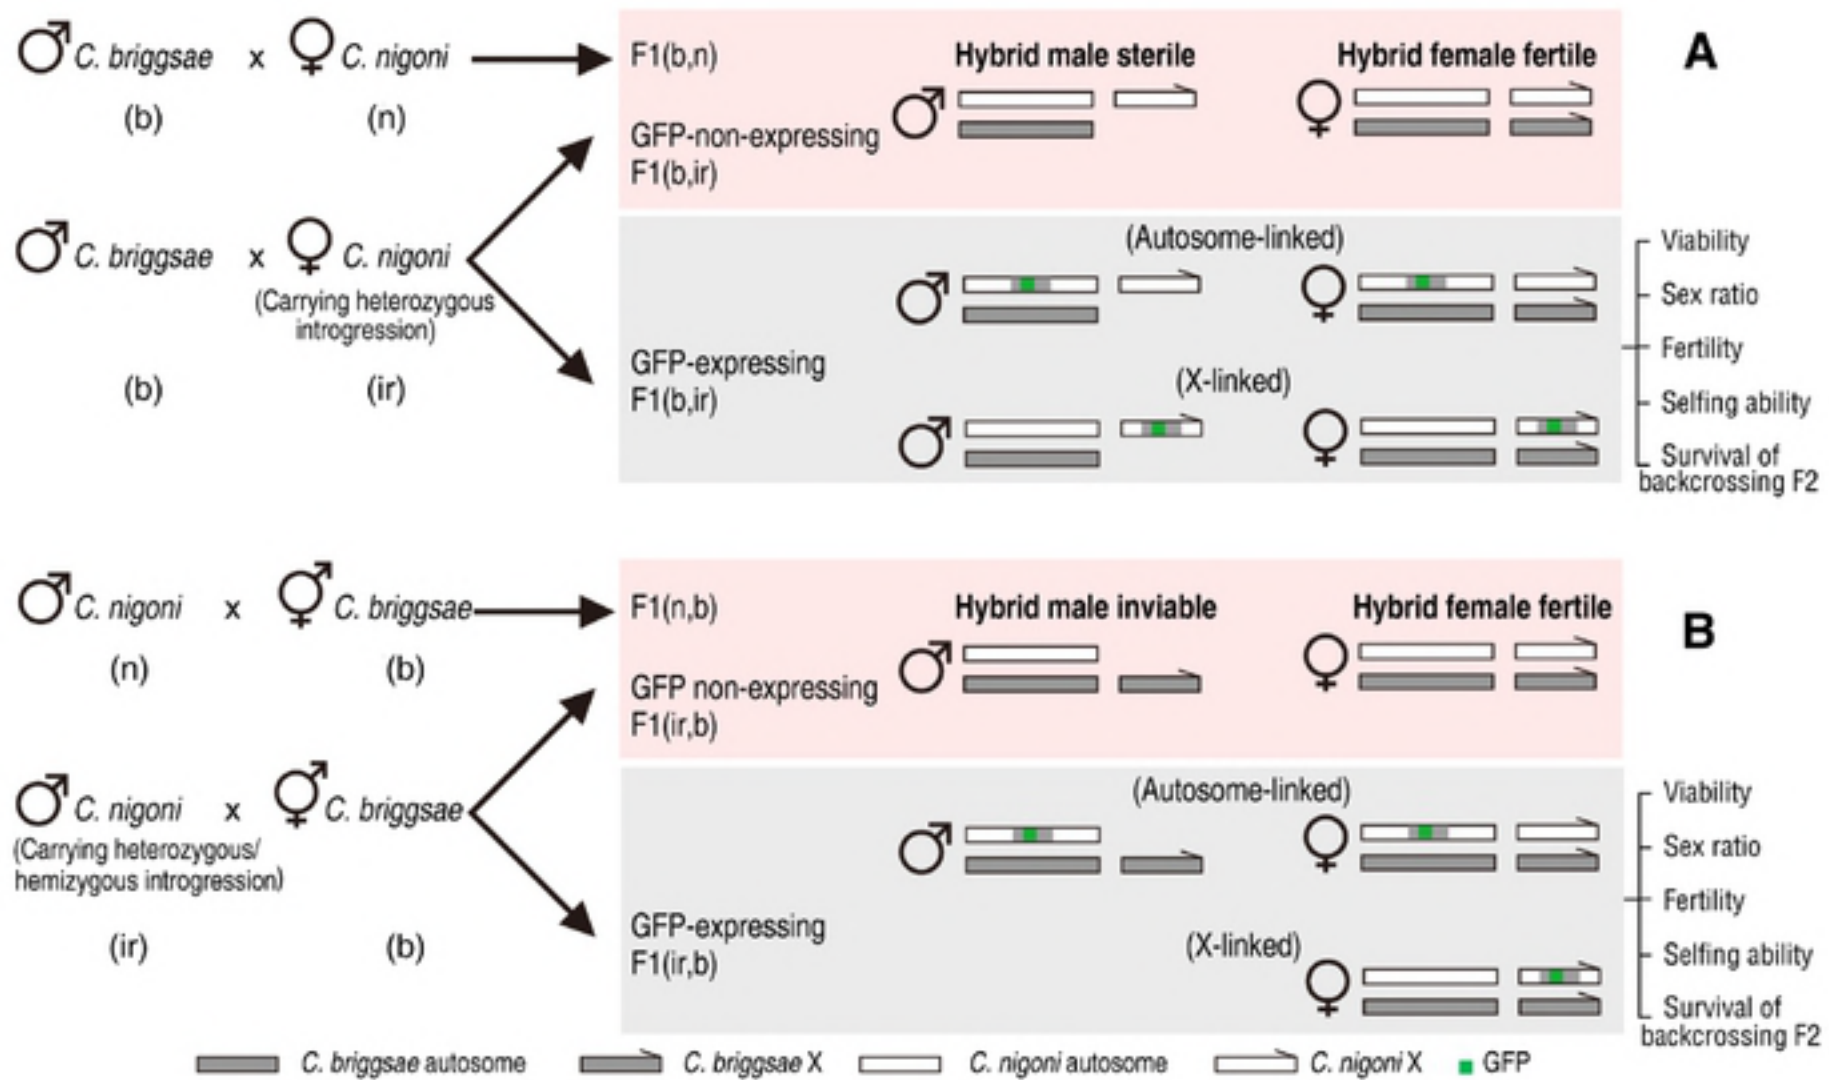 C. briggsae x C. nigoni
(b) (n)
F1(b,n)
Hybrid male sterile
Hybrid female fertile
A
GFP-non-expressing
F1(b,ir)
C. briggsae x C. nigoni
(Carrying heterozygous
introgression)
(b) (ir)
(Autosome-linked)
GFP-expressing
F1(b,ir)
(X-linked)
Viability
Sex ratio
Fertility
Selfing ability
Survival of
backcrossing F2
C. nigoni x C. briggsae
(n) (b)
F1(n,b)
Hybrid male inviable
Hybrid female fertile
B
GFP non-expressing
F1(ir,b)
C. nigoni x C. briggsae
(Carrying heterozygous/
hemizygous introgression)
(ir) (b)
(Autosome-linked)
GFP-expressing
F1(ir,b)
(X-linked)
Viability
Sex ratio
Fertility
Selfing ability
Survival of
backcrossing F2
C. briggsae autosome C. briggsae X C. nigoni autosome C. nigoni X GFP